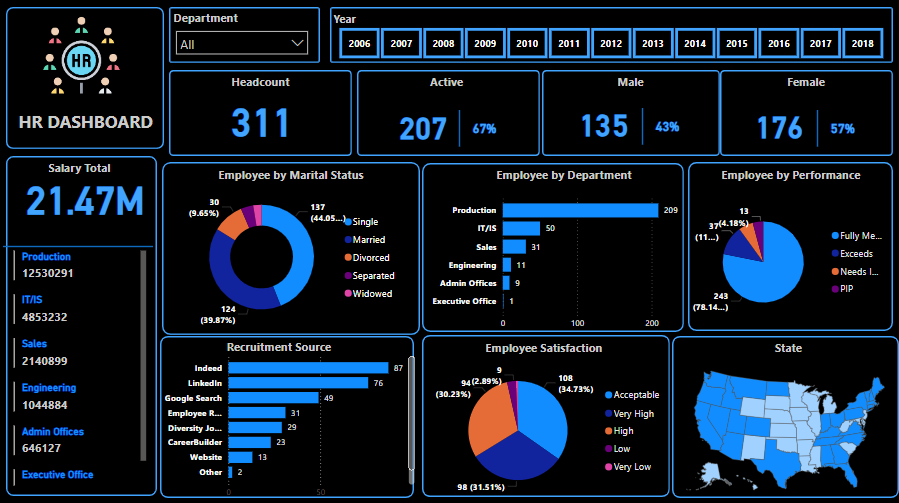 HR
HR DASHBOARD
Department
All
Year
2006 2007 2008 2009 2010 2011 2012 2013 2014 2015 2016 2017 2018
Headcount
311
Active
207 67%
Male
135 43%
Female
176 57%
Salary Total
21.47M
Production
12530291
IT/IS
4853232
Sales
2140899
Engineering
1044884
Admin Offices
646127
Executive Office
Employee by Marital Status
137
(44.05...)
124
(39.87%)
30
(9.65%)
Single
Married
Divorced
Separated
Widowed
Employee by Department
Production 209
IT/IS 50
Sales 31
Engineering 11
Admin Offices 9
Executive Office 1
0 100 200
Employee by Performance
13
(4.18%)
37
(11...)
243
(78.14...)
Fully Me...
Exceeds
Needs I...
PIP
Recruitment Source
Indeed 87
LinkedIn 76
Google Search 49
Employee R... 31
Diversity Jo... 29
CareerBuilder 23
Website 13
Other 2
0 50
Employee Satisfaction
9
(2.89%)
94
(30.23%)
108
(34.73%)
98 (31.51%)
Acceptable
Very High
High
Low
Very Low
State